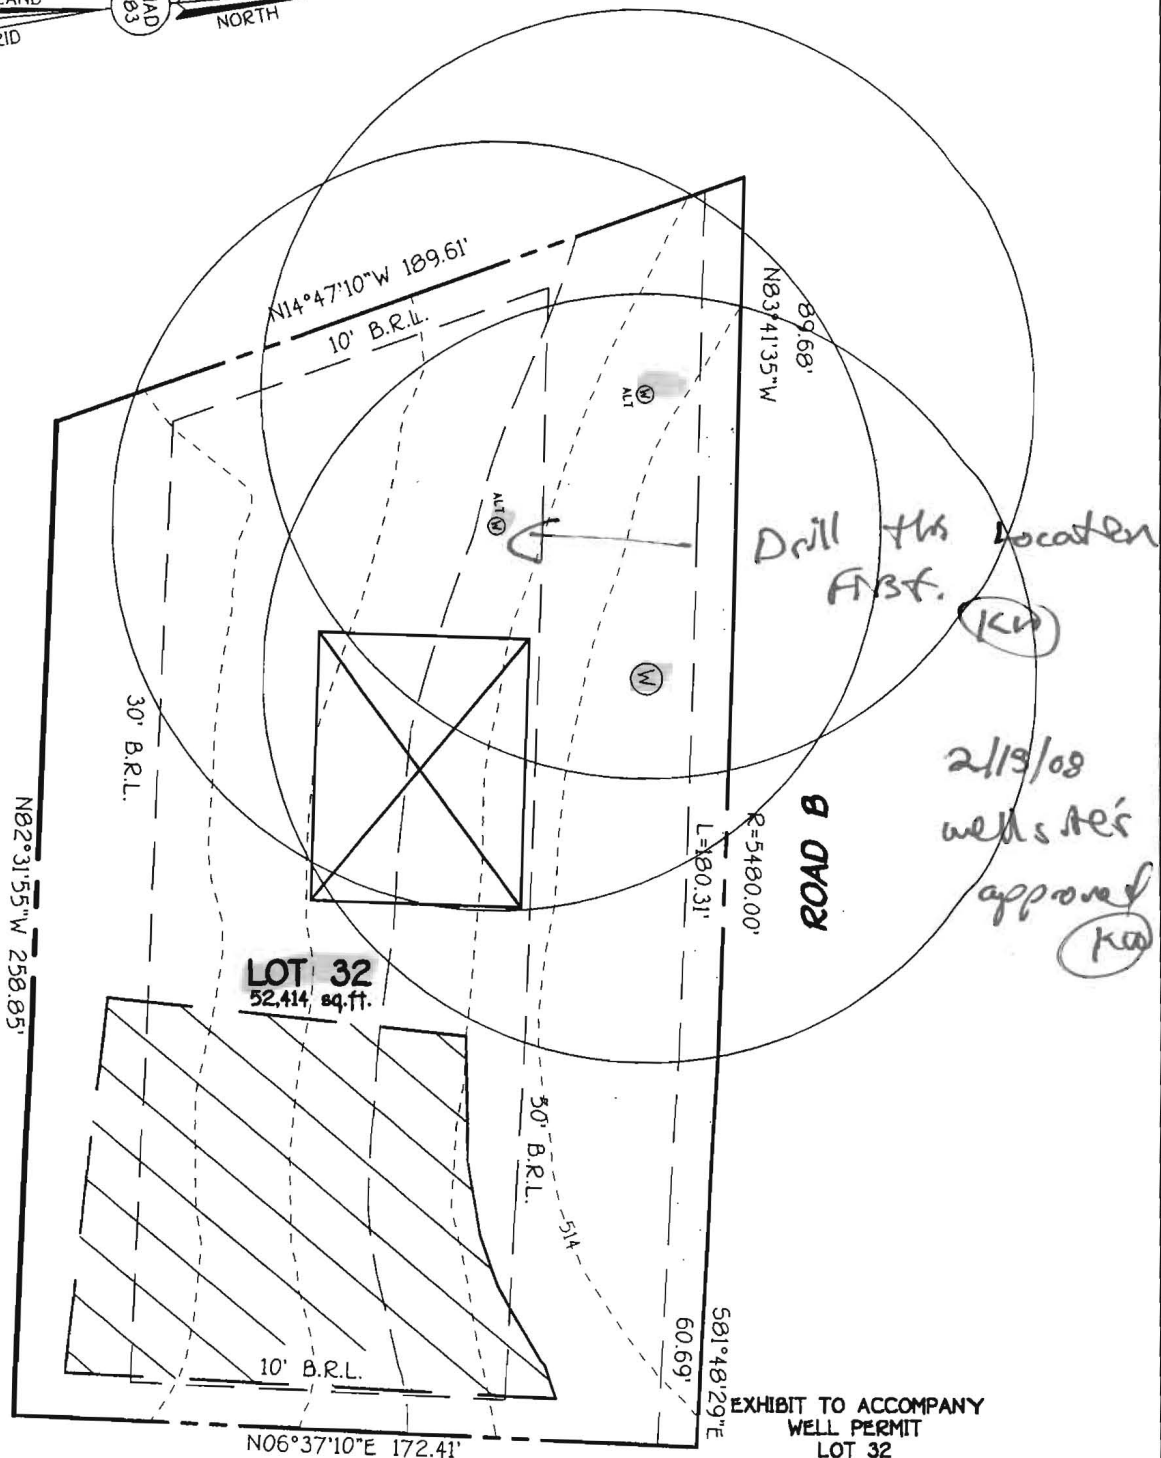 NORTH
N14°47'10"W 189.61'
10' B.R.L.
N83°41'35"W
89.68'
W
ALT
ALT W
Drill this Location
First.
KW
W
30' B.R.L.
2/19/08
well sites
approved
KW
ROAD B
R=5480.00'
L=180.31'
N82°31'55"W 258.85'
LOT 32
52,414 sq.ft.
50' B.R.L.
514
S81°48'29"E
60.69'
10' B.R.L.
N06°37'10"E 172.41'
EXHIBIT TO ACCOMPANY
WELL PERMIT
LOT 32